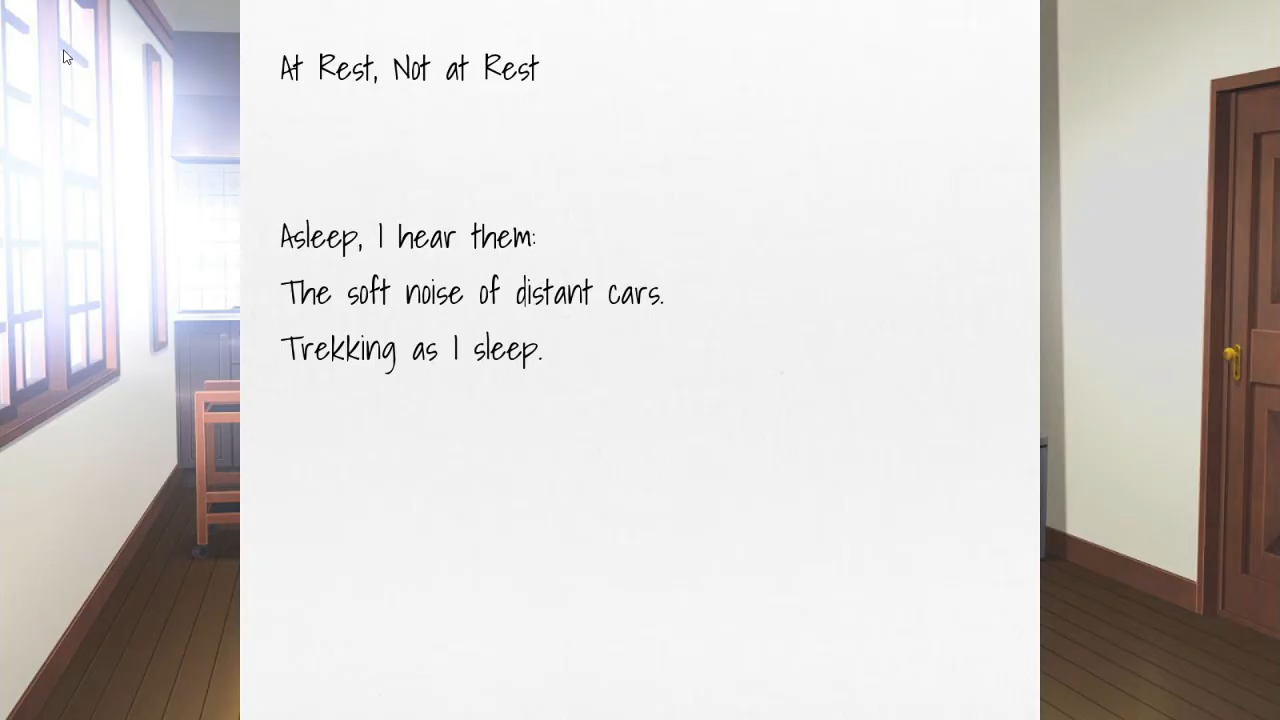 At Rest, Not at Rest
Asleep, I hear them:
The soft noise of distant cars.
Trekking as I sleep.